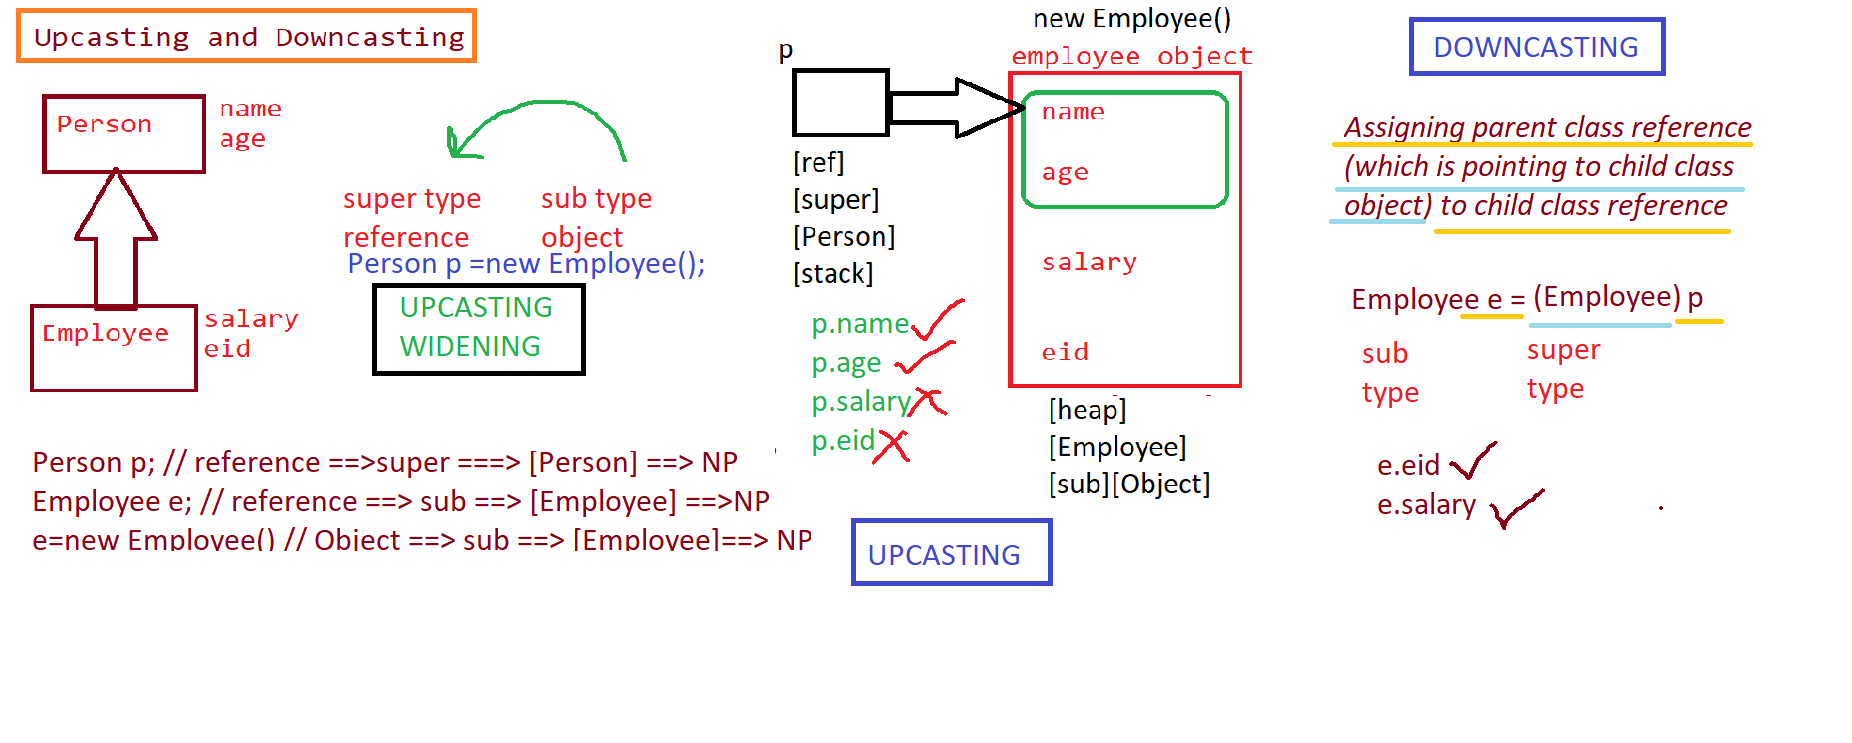 Upcasting and Downcasting
Person
name
age
Employee
salary
eid
super type
reference
sub type
object
Person p =new Employee();
UPCASTING
WIDENING
Person p; // reference ==>super ===> [Person] ==> NP
Employee e; // reference ==> sub ==> [Employee] ==>NP
e=new Employee() // Object ==> sub ==> [Employee]==> NP
p
[ref]
[super]
[Person]
[stack]
p.name
p.age
p.salary
p.eid
new Employee()
employee object
name
age
salary
eid
[heap]
[Employee]
[sub][Object]
UPCASTING
DOWNCASTING
Assigning parent class reference
(which is pointing to child class
object) to child class reference
Employee e = (Employee) p
sub
type
super
type
e.eid
e.salary